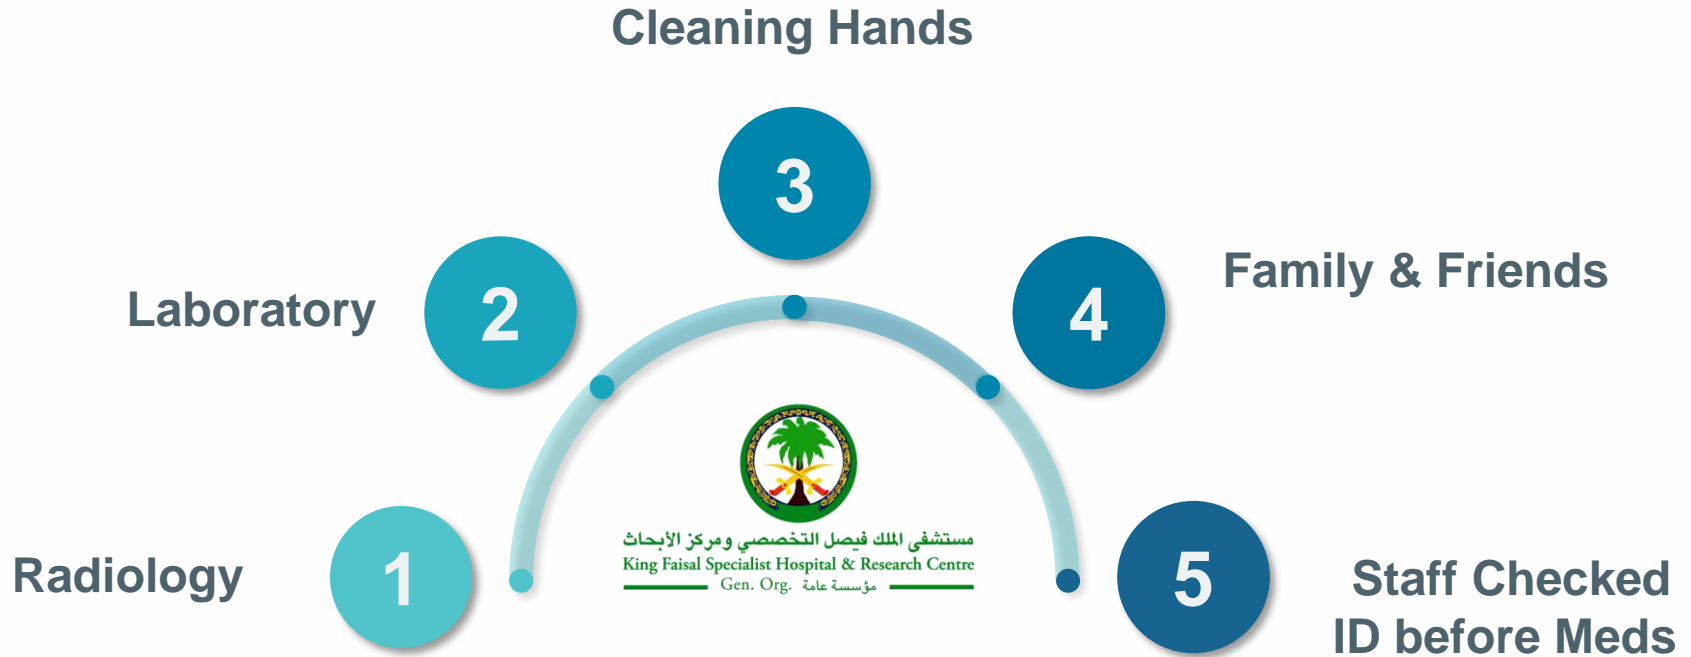 Cleaning Hands
3
Laboratory
2
4
Family & Friends
Radiology
1
مستشفى الملك فيصل التخصصي ومركز الأبحاث
King Faisal Specialist Hospital & Research Centre
Gen. Org. مؤسسة عامة
5
Staff Checked
ID before Meds